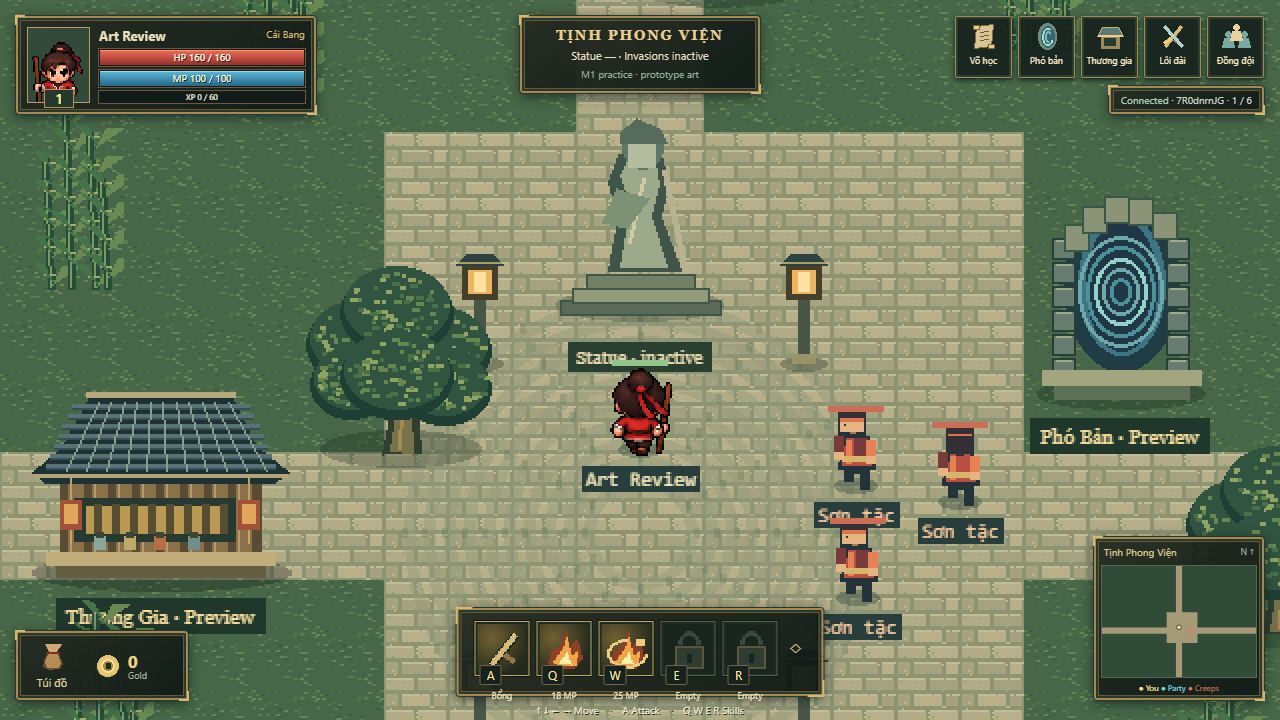 Art Review
Cái Bang
HP 160 / 160
MP 100 / 100
XP 0 / 60
1
TỊNH PHONG VIỆN
Statue — · Invasions inactive
M1 practice · prototype art
Võ học
Phó bản
Thương gia
Lôi đài
Đồng đội
Connected · 7R0dnmJG · 1 / 6
Statue · inactive
Art Review
Phó Bản · Preview
Sơn tặc
Sơn tặc
Sơn tặc
Gia · Preview
Túi đồ
0
Gold
A
Q
W
E
R
Bổng
18 MP
25 MP
Empty
Empty
↑ ↓ ← → Move · A Attack · Q W E R Skills
Tịnh Phong Viện
N ↑
● You ● Party ● Creeps